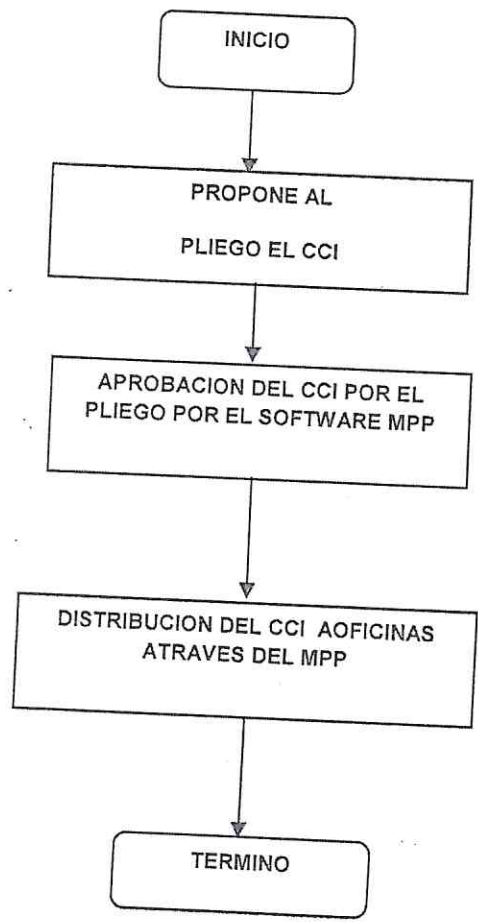 INICIO
PROPONE AL
PLIEGO EL CCI
APROBACION DEL CCI POR EL
PLIEGO POR EL SOFTWARE MPP
DISTRIBUCION DEL CCI AOFICINAS
ATRAVES DEL MPP
TERMINO